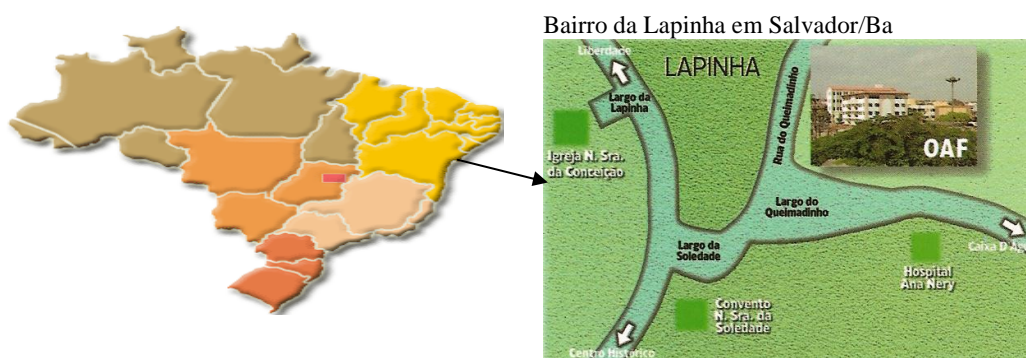 Bairro da Lapinha em Salvador/Ba
Liberdade
LAPINHA
Largo da
Lapinha
Rua do Queimadinho
OAF
Igreja N. Sra.
da Conceição
Largo do
Queimadinho
Largo da
Soledade
Caixa D
Hospital
Ana Nery
Convento
N. Sra. da
Soledade
Centro Histórico